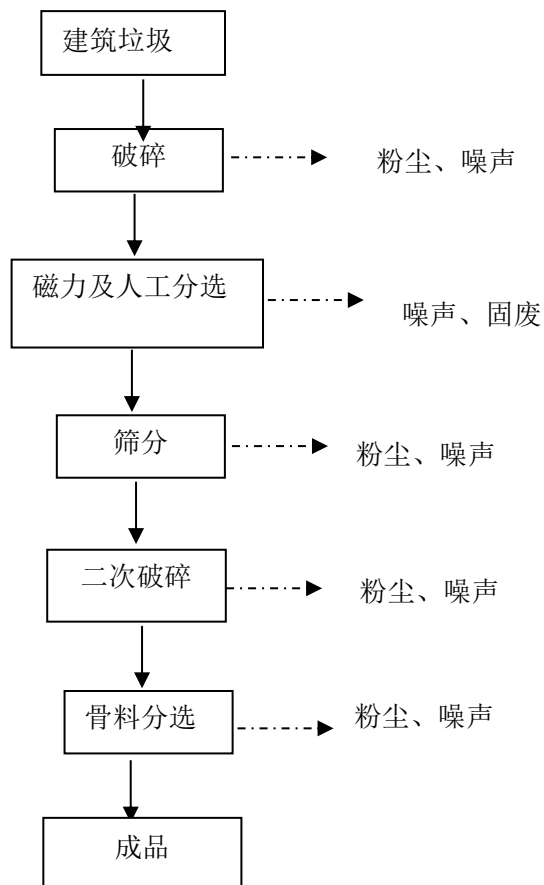 建筑垃圾
破碎
粉尘、噪声
磁力及人工分选
噪声、固废
筛分
粉尘、噪声
二次破碎
粉尘、噪声
骨料分选
粉尘、噪声
成品